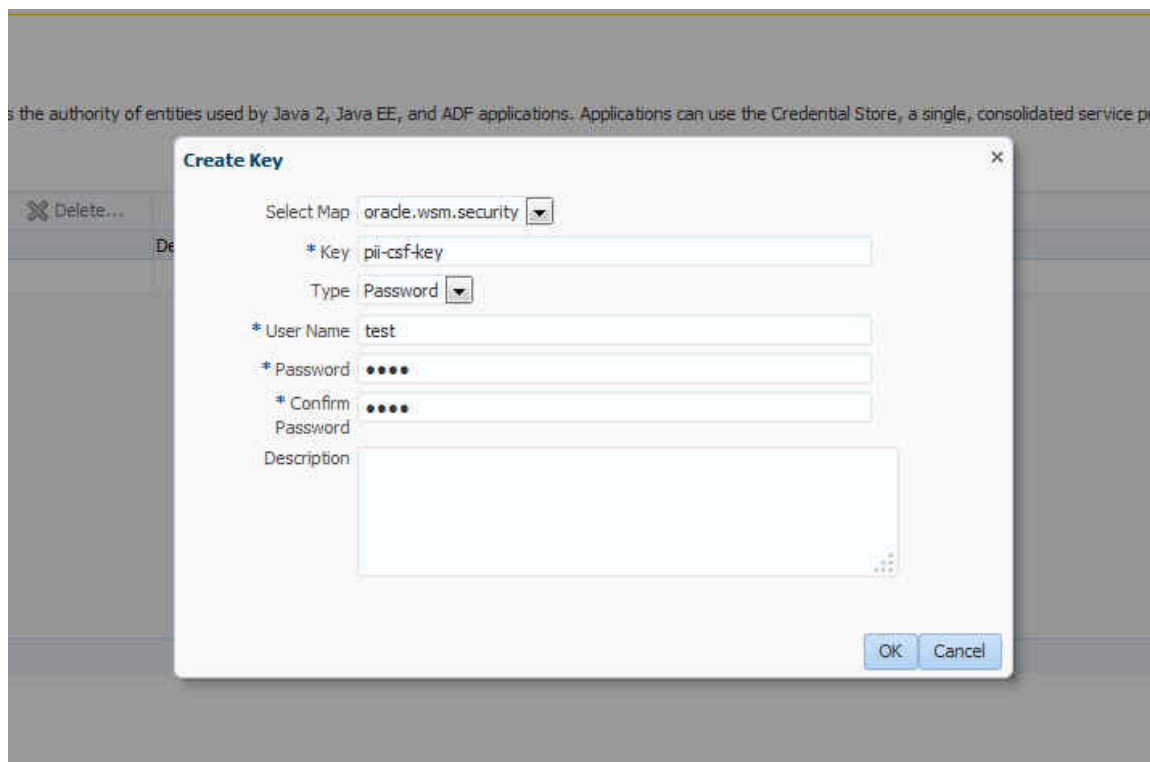 s the authority of entities used by Java 2, Java EE, and ADF applications. Applications can use the Credential Store, a single, consolidated service p
Create Key
Select Map oracle.wsm.security
Delete...
De
* Key pii-csf-key
Type Password
* User Name test
* Password ••••
* Confirm Password ••••
Description
OK Cancel